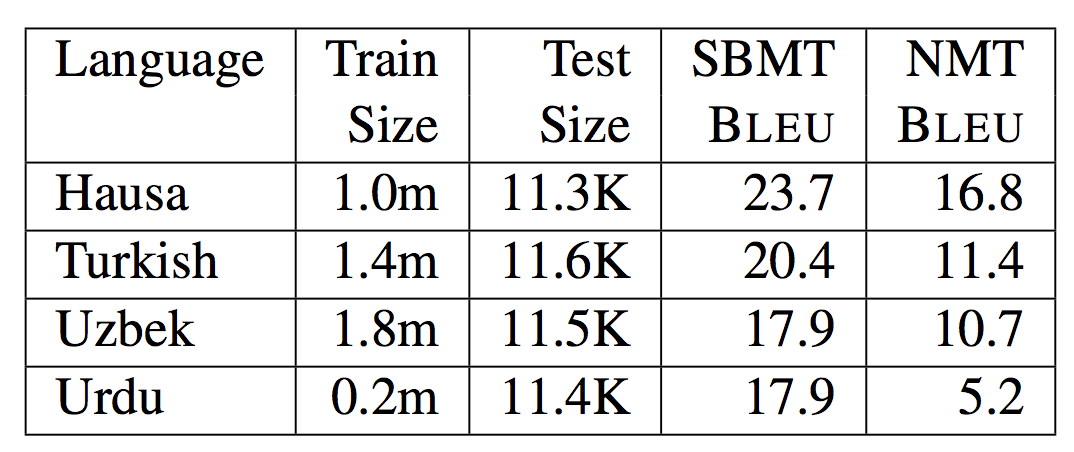 Language Train Test SBMT NMT
Size Size BLEU BLEU
Hausa 1.0m 11.3K 23.7 16.8
Turkish 1.4m 11.6K 20.4 11.4
Uzbek 1.8m 11.5K 17.9 10.7
Urdu 0.2m 11.4K 17.9 5.2